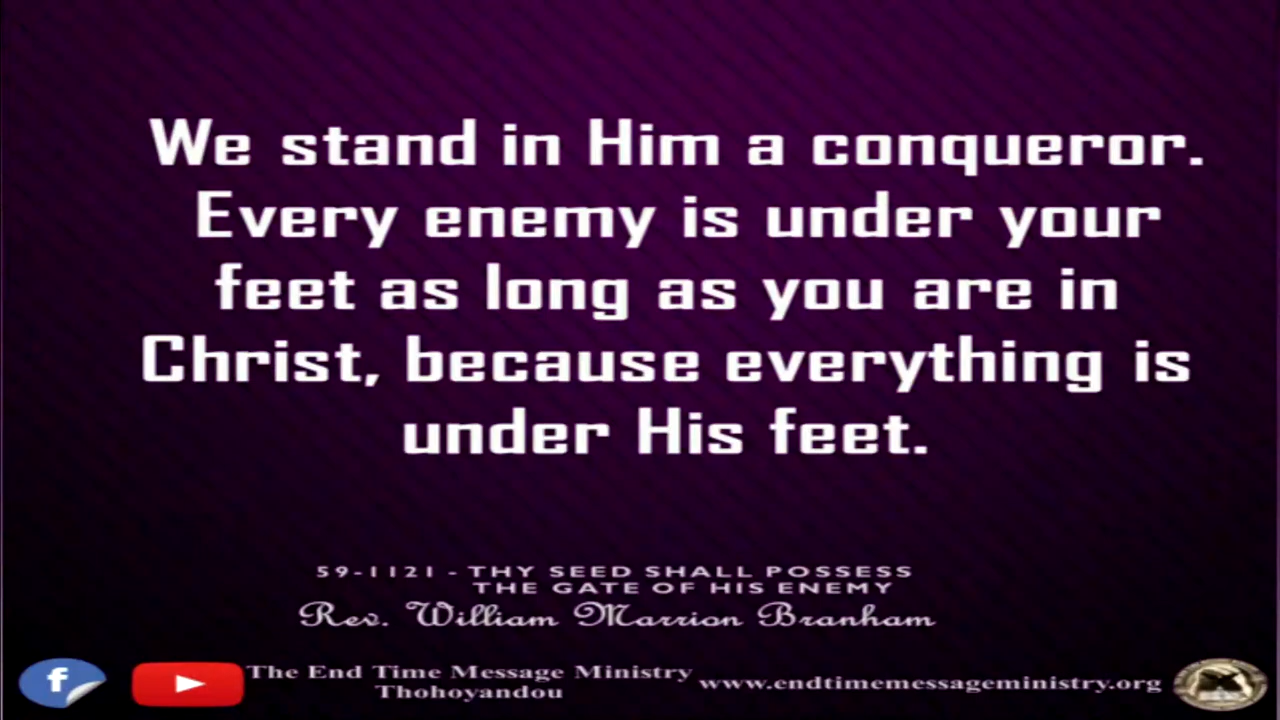 We stand in Him a conqueror.
Every enemy is under your
feet as long as you are in
Christ, because everything is
under His feet.
59-1121 - THY SEED SHALL POSSESS
THE GATE OF HIS ENEMY
Rev. William Marrion Branham
f
The End Time Message Ministry
Thohoyandou
www.endtimemessageministry.org